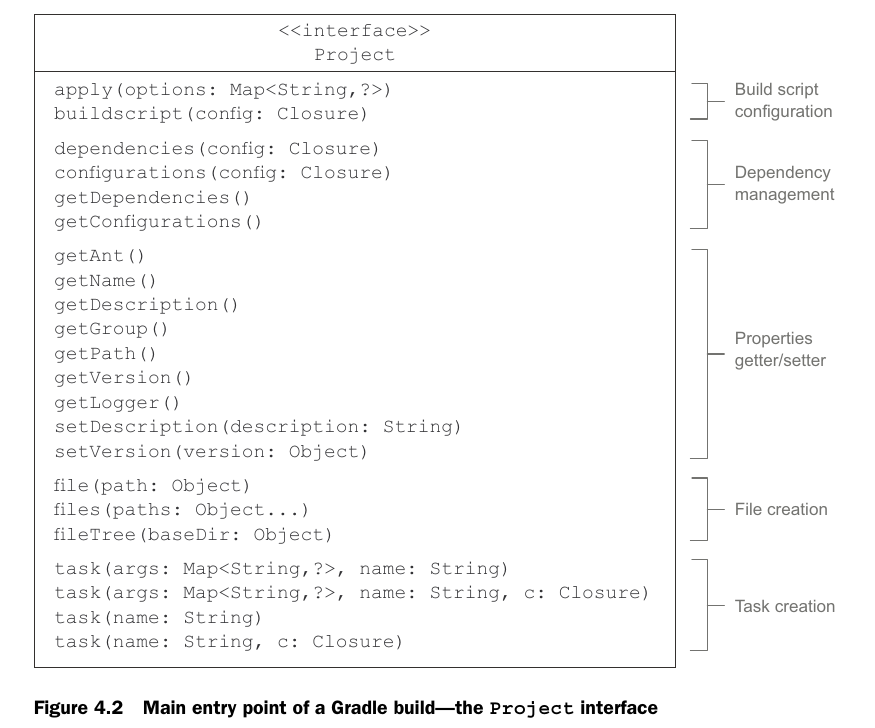 <<interface>>
Project
apply(options: Map<String,?>)
buildscript(config: Closure)
Build script
configuration
dependencies(config: Closure)
configurations(config: Closure)
getDependencies()
getConfigurations()
Dependency
management
getAnt()
getName()
getDescription()
getGroup()
getPath()
getVersion()
getLogger()
setDescription(description: String)
setVersion(version: Object)
Properties
getter/setter
file(path: Object)
files(paths: Object...)
fileTree(baseDir: Object)
File creation
task(args: Map<String,?>, name: String)
task(args: Map<String,?>, name: String, c: Closure)
task(name: String)
task(name: String, c: Closure)
Task creation
Figure 4.2 Main entry point of a Gradle build—the Project interface